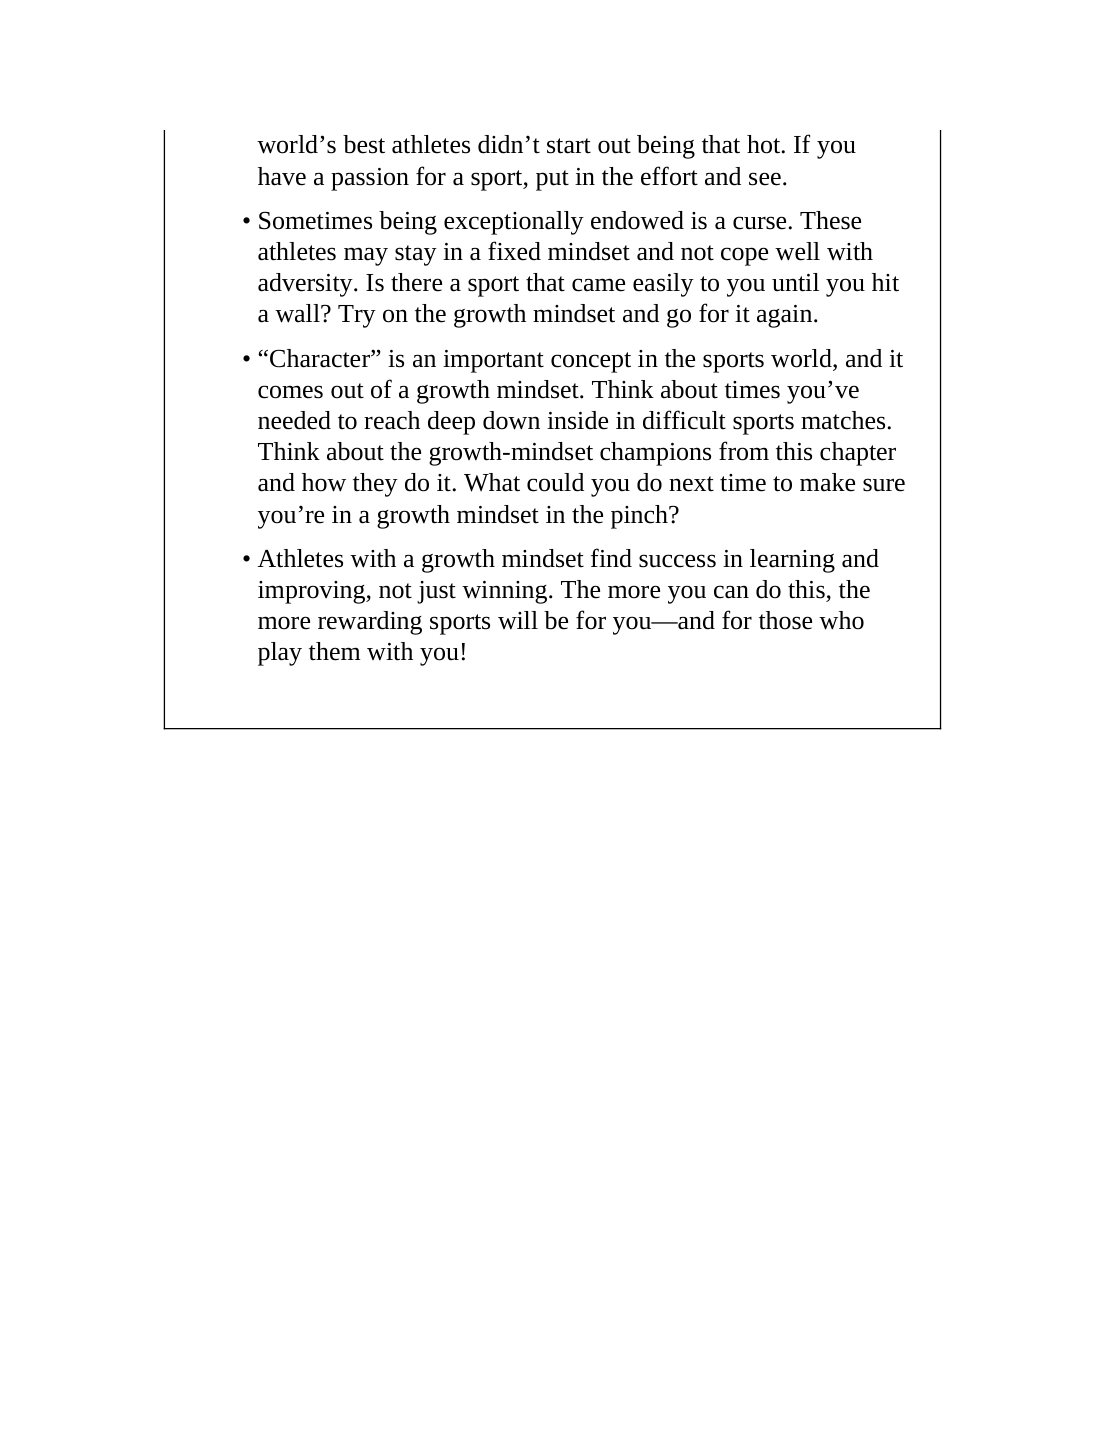 world’s best athletes didn’t start out being that hot. If you
have a passion for a sport, put in the effort and see.
• Sometimes being exceptionally endowed is a curse. These
athletes may stay in a fixed mindset and not cope well with
adversity. Is there a sport that came easily to you until you hit
a wall? Try on the growth mindset and go for it again.
• “Character” is an important concept in the sports world, and it
comes out of a growth mindset. Think about times you’ve
needed to reach deep down inside in difficult sports matches.
Think about the growth-mindset champions from this chapter
and how they do it. What could you do next time to make sure
you’re in a growth mindset in the pinch?
• Athletes with a growth mindset find success in learning and
improving, not just winning. The more you can do this, the
more rewarding sports will be for you—and for those who
play them with you!